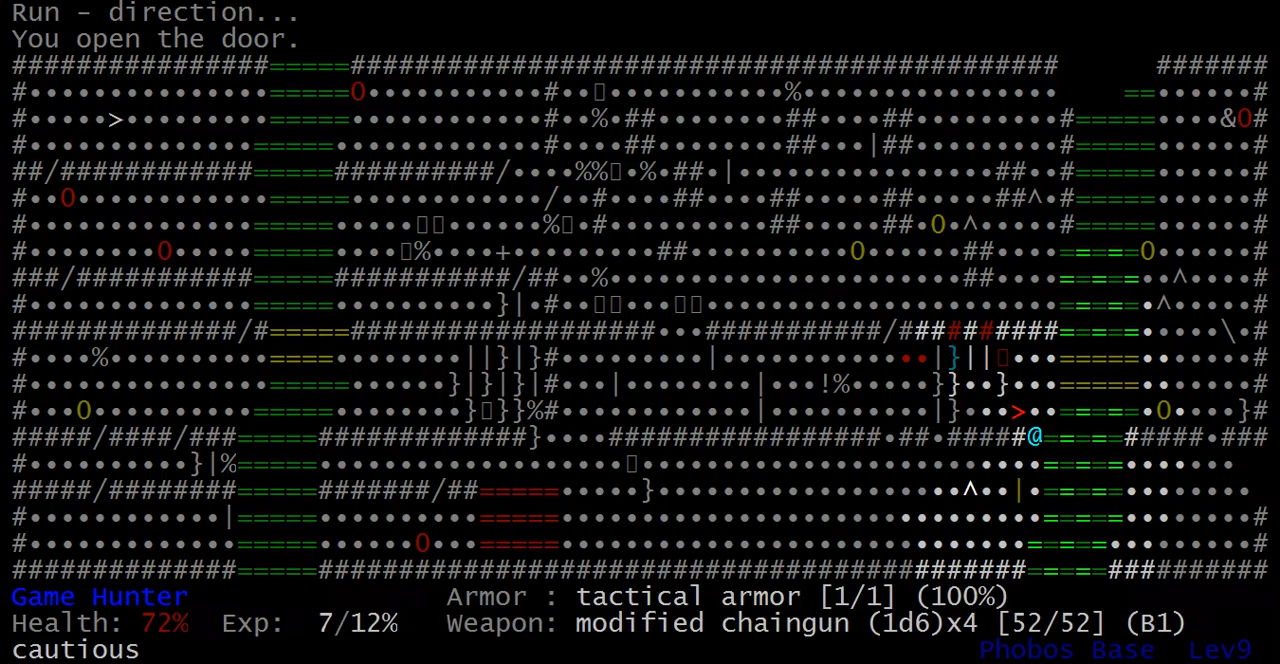 Run - direction...
You open the door.
Game Hunter
Armor : tactical armor [1/1] (100%)
Health: 72% Exp: 7/12% Weapon: modified chaingun (1d6)x4 [52/52] (B1)
cautious
Phobos Base Lev9